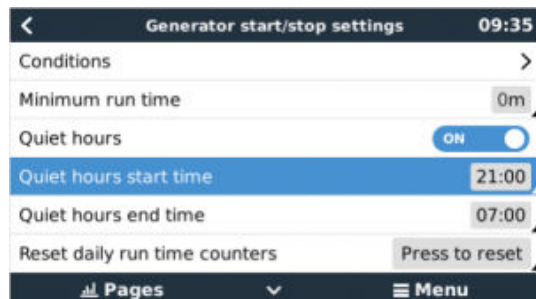 Generator start/stop settings 09:35
Conditions
Minimum run time 0m
Quiet hours ON
Quiet hours start time 21:00
Quiet hours end time 07:00
Reset daily run time counters Press to reset
Pages Menu